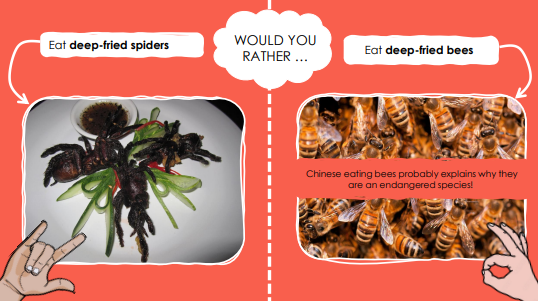 WOULD YOU
RATHER …
Eat deep-fried spiders
Eat deep-fried bees
Chinese eating bees probably explains why they
are an endangered species!